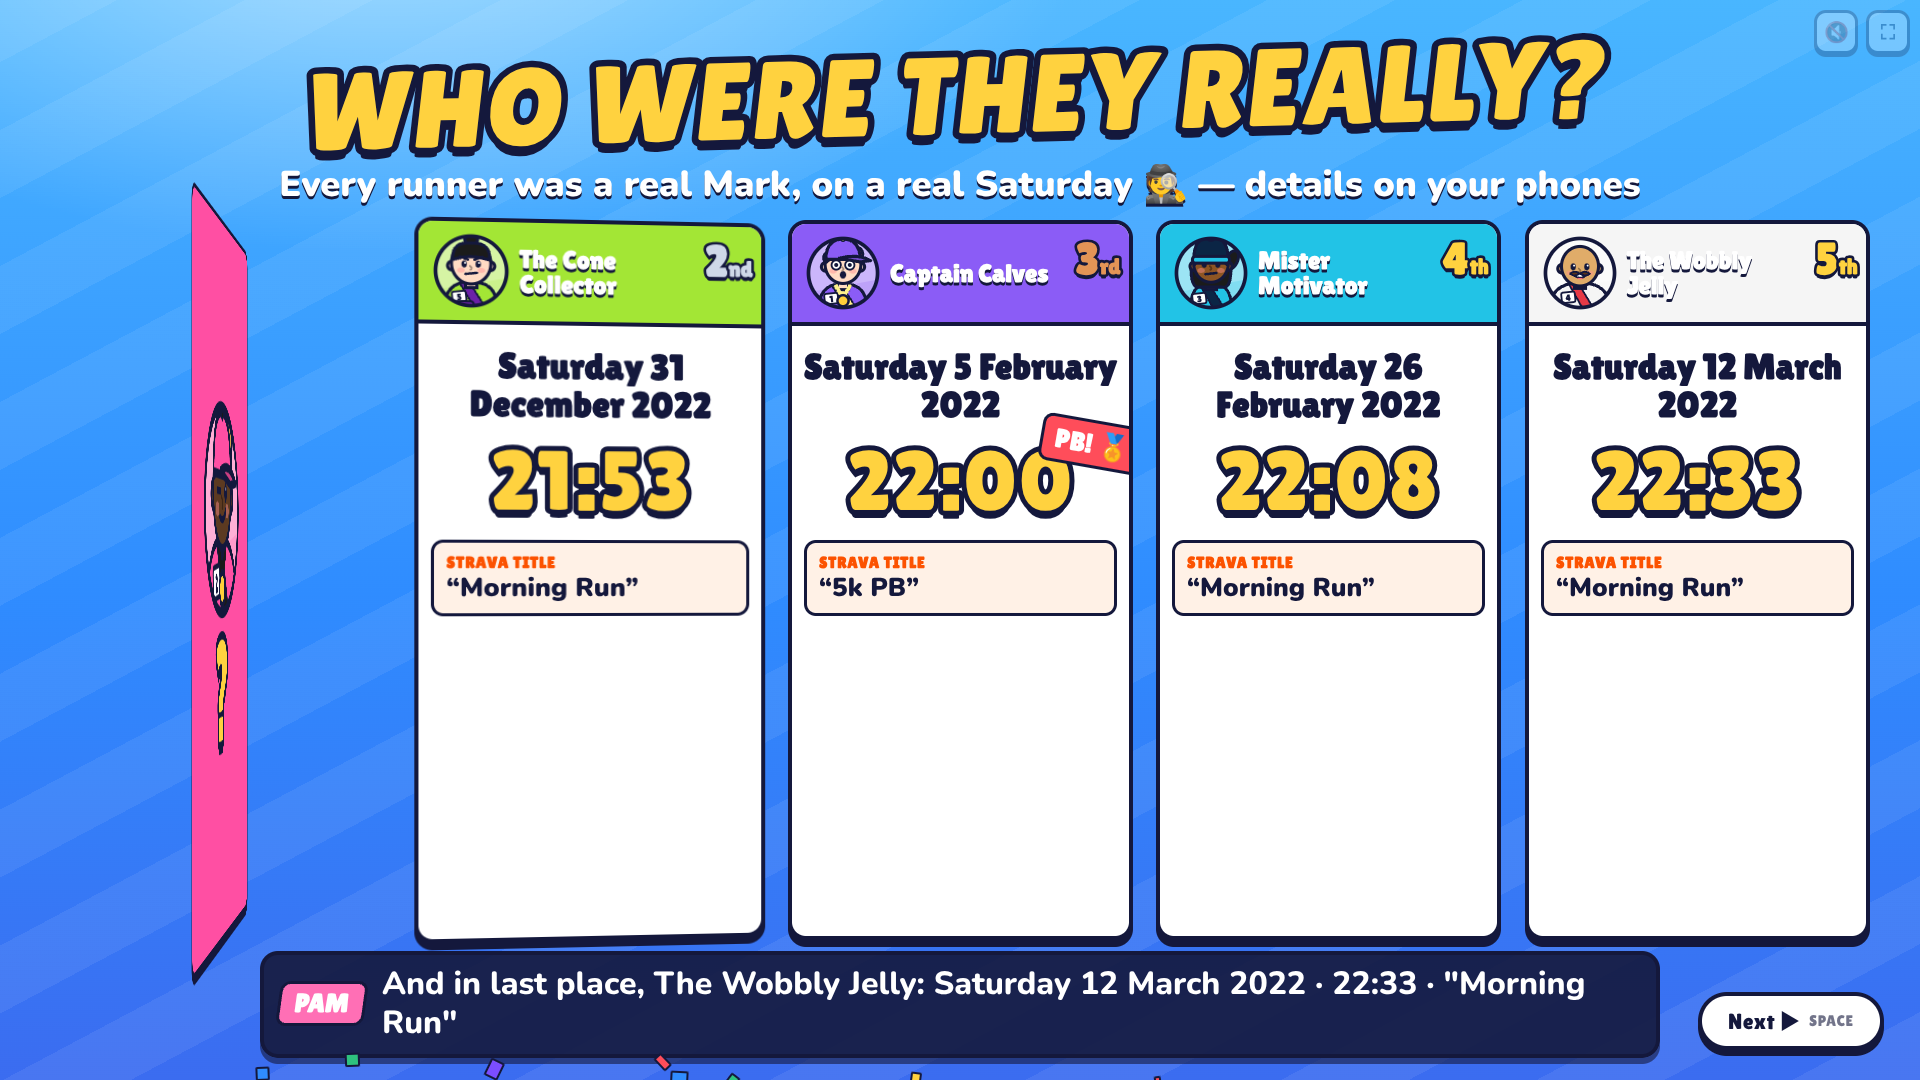 WHO WERE THEY REALLY?
Every runner was a real Mark, on a real Saturday 🕵️ — details on your phones
?
The Cone
Collector
2nd
Saturday 31
December 2022
21:53
STRAVA TITLE
“Morning Run”
Captain Calves
3rd
Saturday 5 February
2022
PB! 🏅
22:00
STRAVA TITLE
“5k PB”
Mister
Motivator
4th
Saturday 26
February 2022
22:08
STRAVA TITLE
“Morning Run”
The Wobbly
Jelly
5th
Saturday 12 March
2022
22:33
STRAVA TITLE
“Morning Run”
PAM
And in last place, The Wobbly Jelly: Saturday 12 March 2022 · 22:33 · "Morning
Run"
Next ▶ SPACE